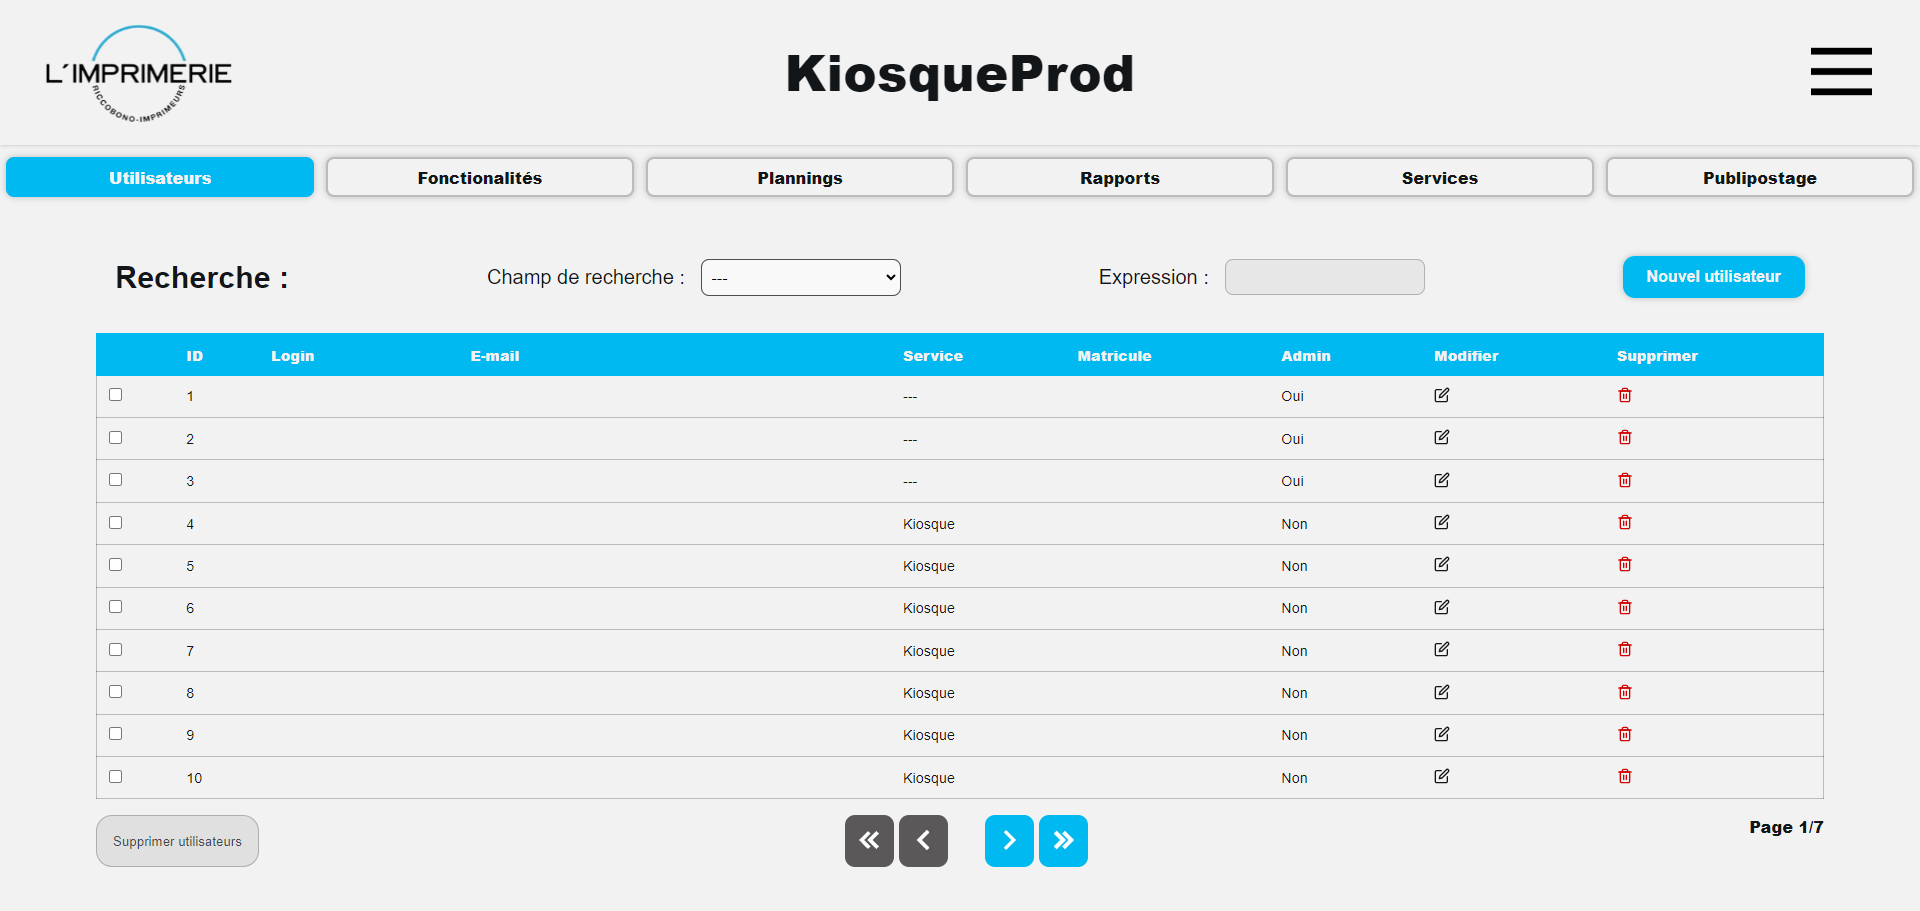 L'IMPRIMERIE
RICCOBONO-IMPRIMEURS
KiosqueProd
Utilisateurs Fonctionalités Plannings Rapports Services Publipostage
Recherche : Champ de recherche : --- Expression : Nouvel utilisateur
ID Login E-mail Service Matricule Admin Modifier Supprimer
1 --- Oui
2 --- Oui
3 --- Oui
4 Kiosque Non
5 Kiosque Non
6 Kiosque Non
7 Kiosque Non
8 Kiosque Non
9 Kiosque Non
10 Kiosque Non
Supprimer utilisateurs Page 1/7